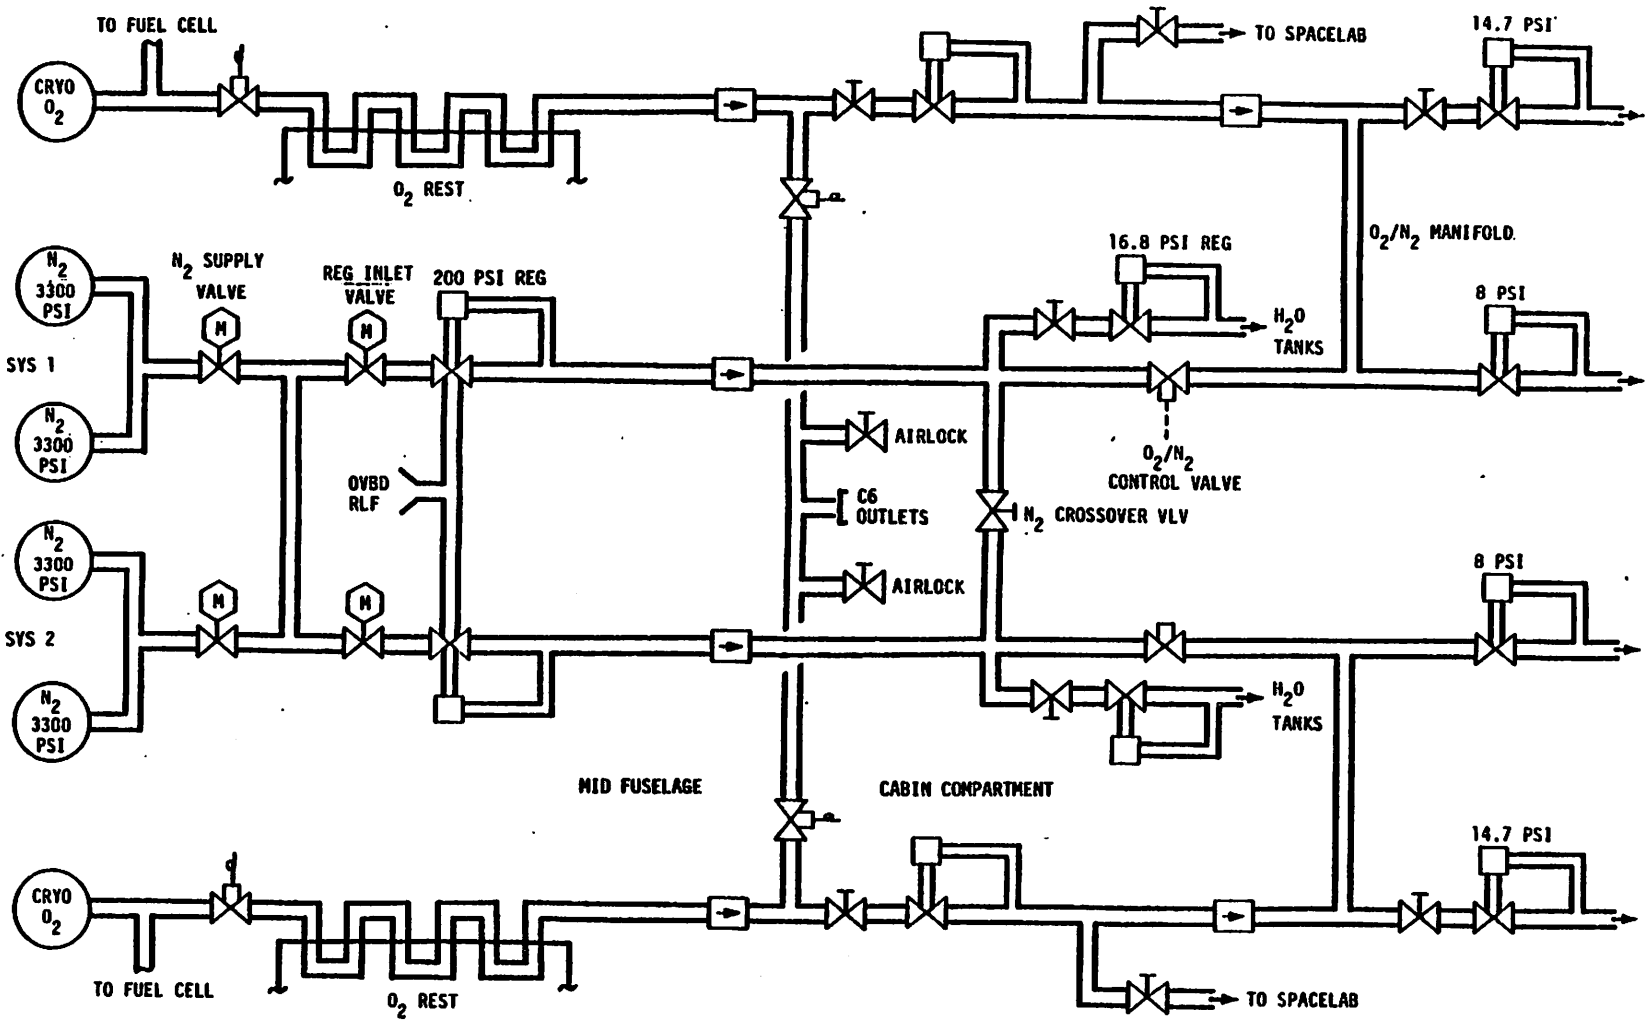 TO FUEL CELL
CRYO
O2
O2 REST
TO SPACELAB
14.7 PSI
N2
3300
PSI
N2 SUPPLY
VALVE
REG INLET
VALVE
M
M
200 PSI REG
16.8 PSI REG
O2/N2 MANIFOLD
H2O
TANKS
8 PSI
SYS 1
N2
3300
PSI
AIRLOCK
O2/N2
CONTROL VALVE
OVBD
RLF
C6
OUTLETS
N2 CROSSOVER VLV
N2
3300
PSI
AIRLOCK
8 PSI
SYS 2
M
M
N2
3300
PSI
H2O
TANKS
MID FUSELAGE
CABIN COMPARTMENT
14.7 PSI
CRYO
O2
TO FUEL CELL
O2 REST
TO SPACELAB